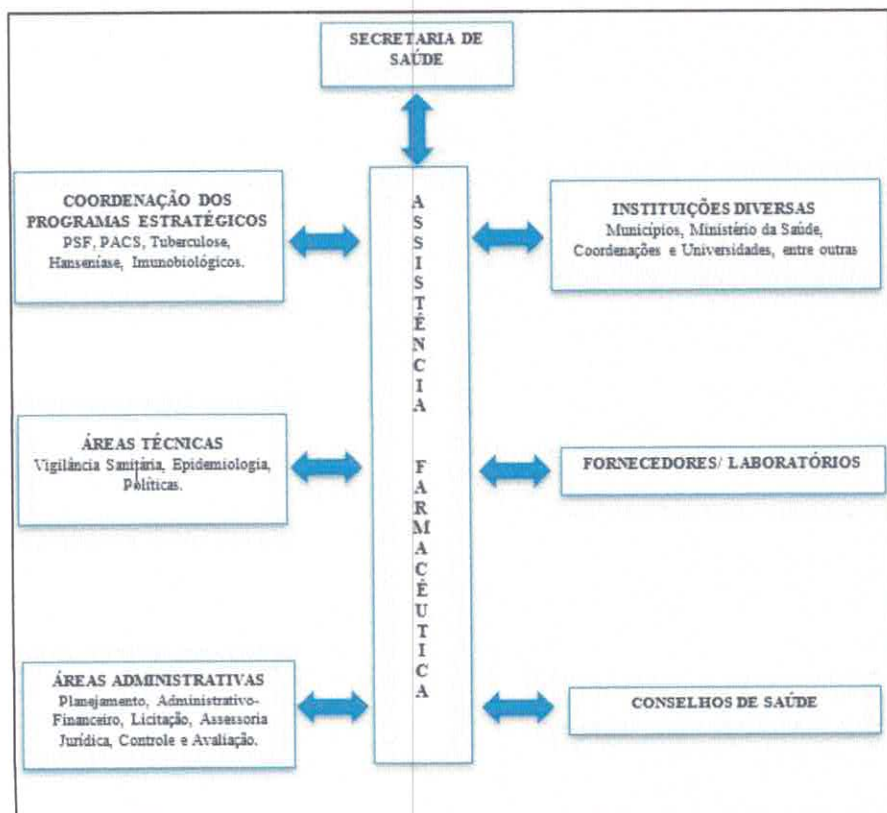 SECRETARIA DE
SAÚDE
COORDENAÇÃO DOS
PROGRAMAS ESTRATÉGICOS
PSF, PACS, Tuberculose,
Hanseníase, Imunobiológicos.
ÁREAS TÉCNICAS
Vigilância Sanitária, Epidemiologia,
Políticas.
ÁREAS ADMINISTRATIVAS
Planejamento, Administrativo-
Financeiro, Licitação, Assessoria
Jurídica, Controle e Avaliação.
ASSISTÊNCIA FARMACÊUTICA
INSTITUIÇÕES DIVERSAS
Municípios, Ministério da Saúde,
Coordenações e Universidades, entre outras
FORNECEDORES/ LABORATÓRIOS
CONSELHOS DE SAÚDE